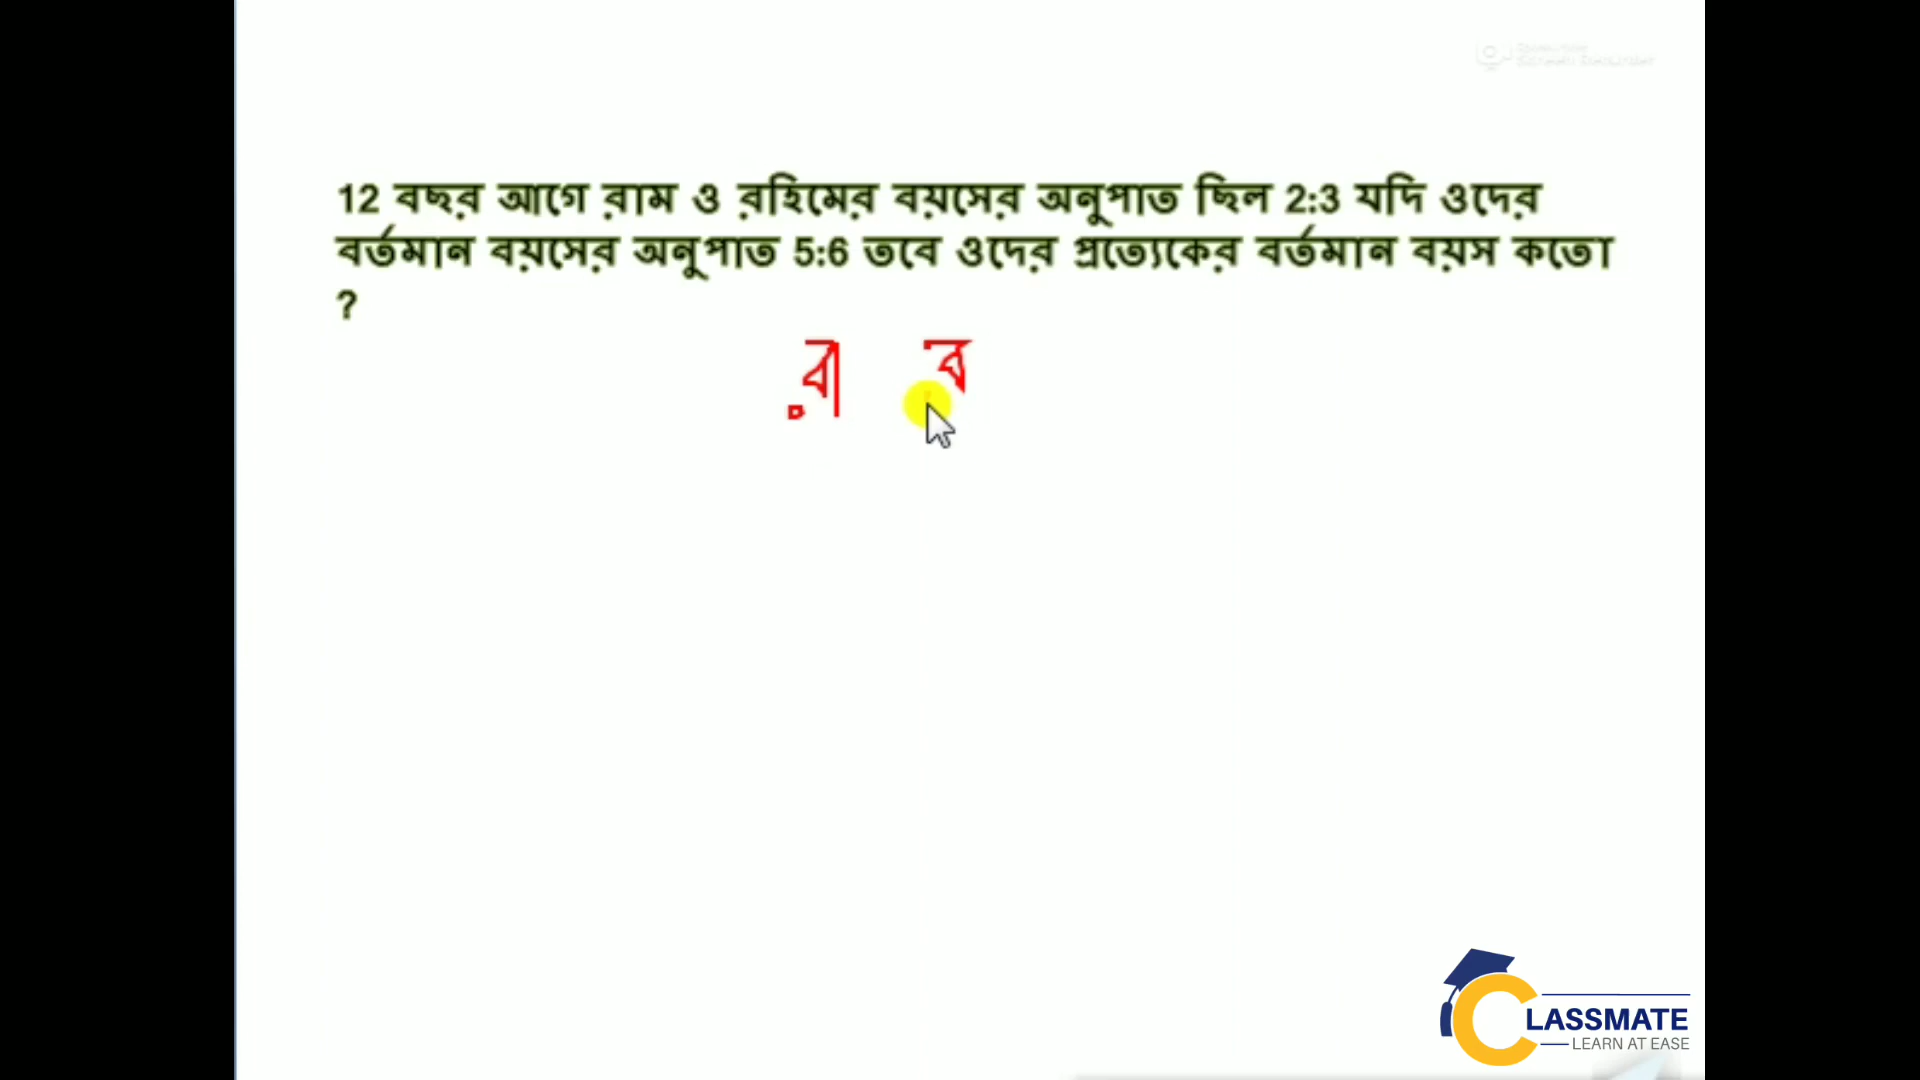 12 বছর আগে রাম ও রহিমের বয়সের অনুপাত ছিল 2:3 যদি ওদের
বর্তমান বয়সের অনুপাত 5:6 তবে ওদের প্রত্যেকের বর্তমান বয়স কতো
?
রা ব
CLASSMATE
LEARN AT EASE